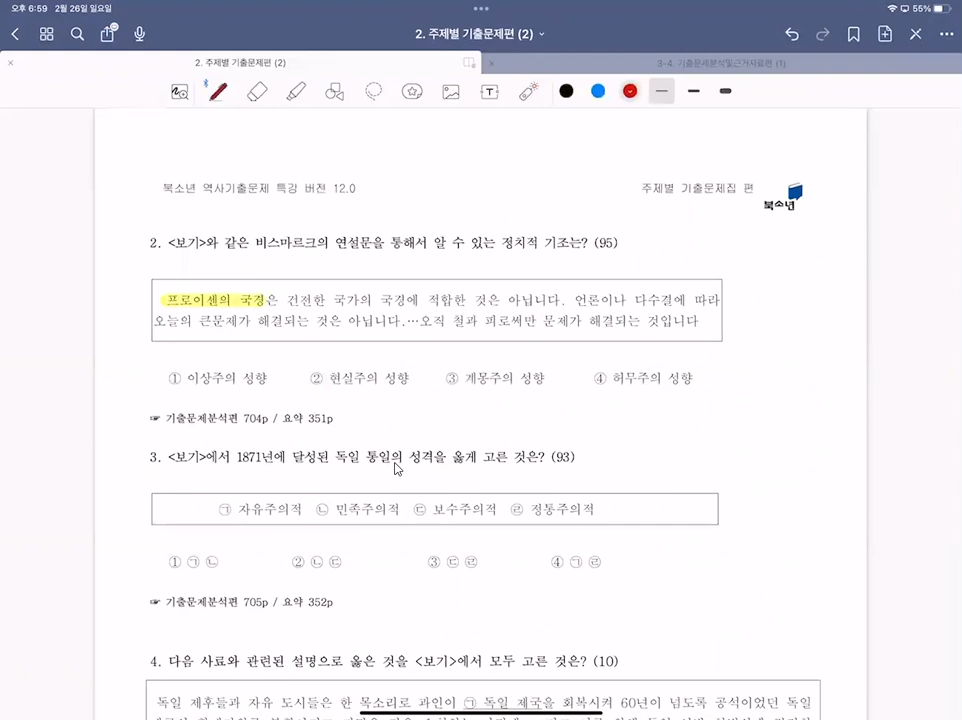 오후 6:59 2월 26일 일요일
55%
2. 주제별 기출문제편 (2)
2. 주제별 기출문제편 (2)
3-4. 기출문제분석및근거자료편 (1)
북소년 역사기출문제 특강 버전 12.0
주제별 기출문제집 편
북소년
2. <보기>와 같은 비스마르크의 연설문을 통해서 알 수 있는 정치적 기조는? (95)
프로이센의 국경은 건전한 국가의 국경에 적합한 것은 아닙니다. 언론이나 다수결에 따라
오늘의 큰문제가 해결되는 것은 아닙니다.…오직 철과 피로써만 문제가 해결되는 것입니다
① 이상주의 성향 ② 현실주의 성향 ③ 계몽주의 성향 ④ 허무주의 성향
☞ 기출문제분석편 704p / 요약 351p
3. <보기>에서 1871년에 달성된 독일 통일의 성격을 옳게 고른 것은? (93)
㉠ 자유주의적 ㉡ 민족주의적 ㉢ 보수주의적 ㉣ 정통주의적
① ㉠ ㉡ ② ㉡ ㉢ ③ ㉢ ㉣ ④ ㉠ ㉣
☞ 기출문제분석편 705p / 요약 352p
4. 다음 사료와 관련된 설명으로 옳은 것을 <보기>에서 모두 고른 것은? (10)
독일 제후들과 자유 도시들은 한 목소리로 과인이 ㉠ 독일 제국을 회복시켜 60년이 넘도록 공석이었던 독일